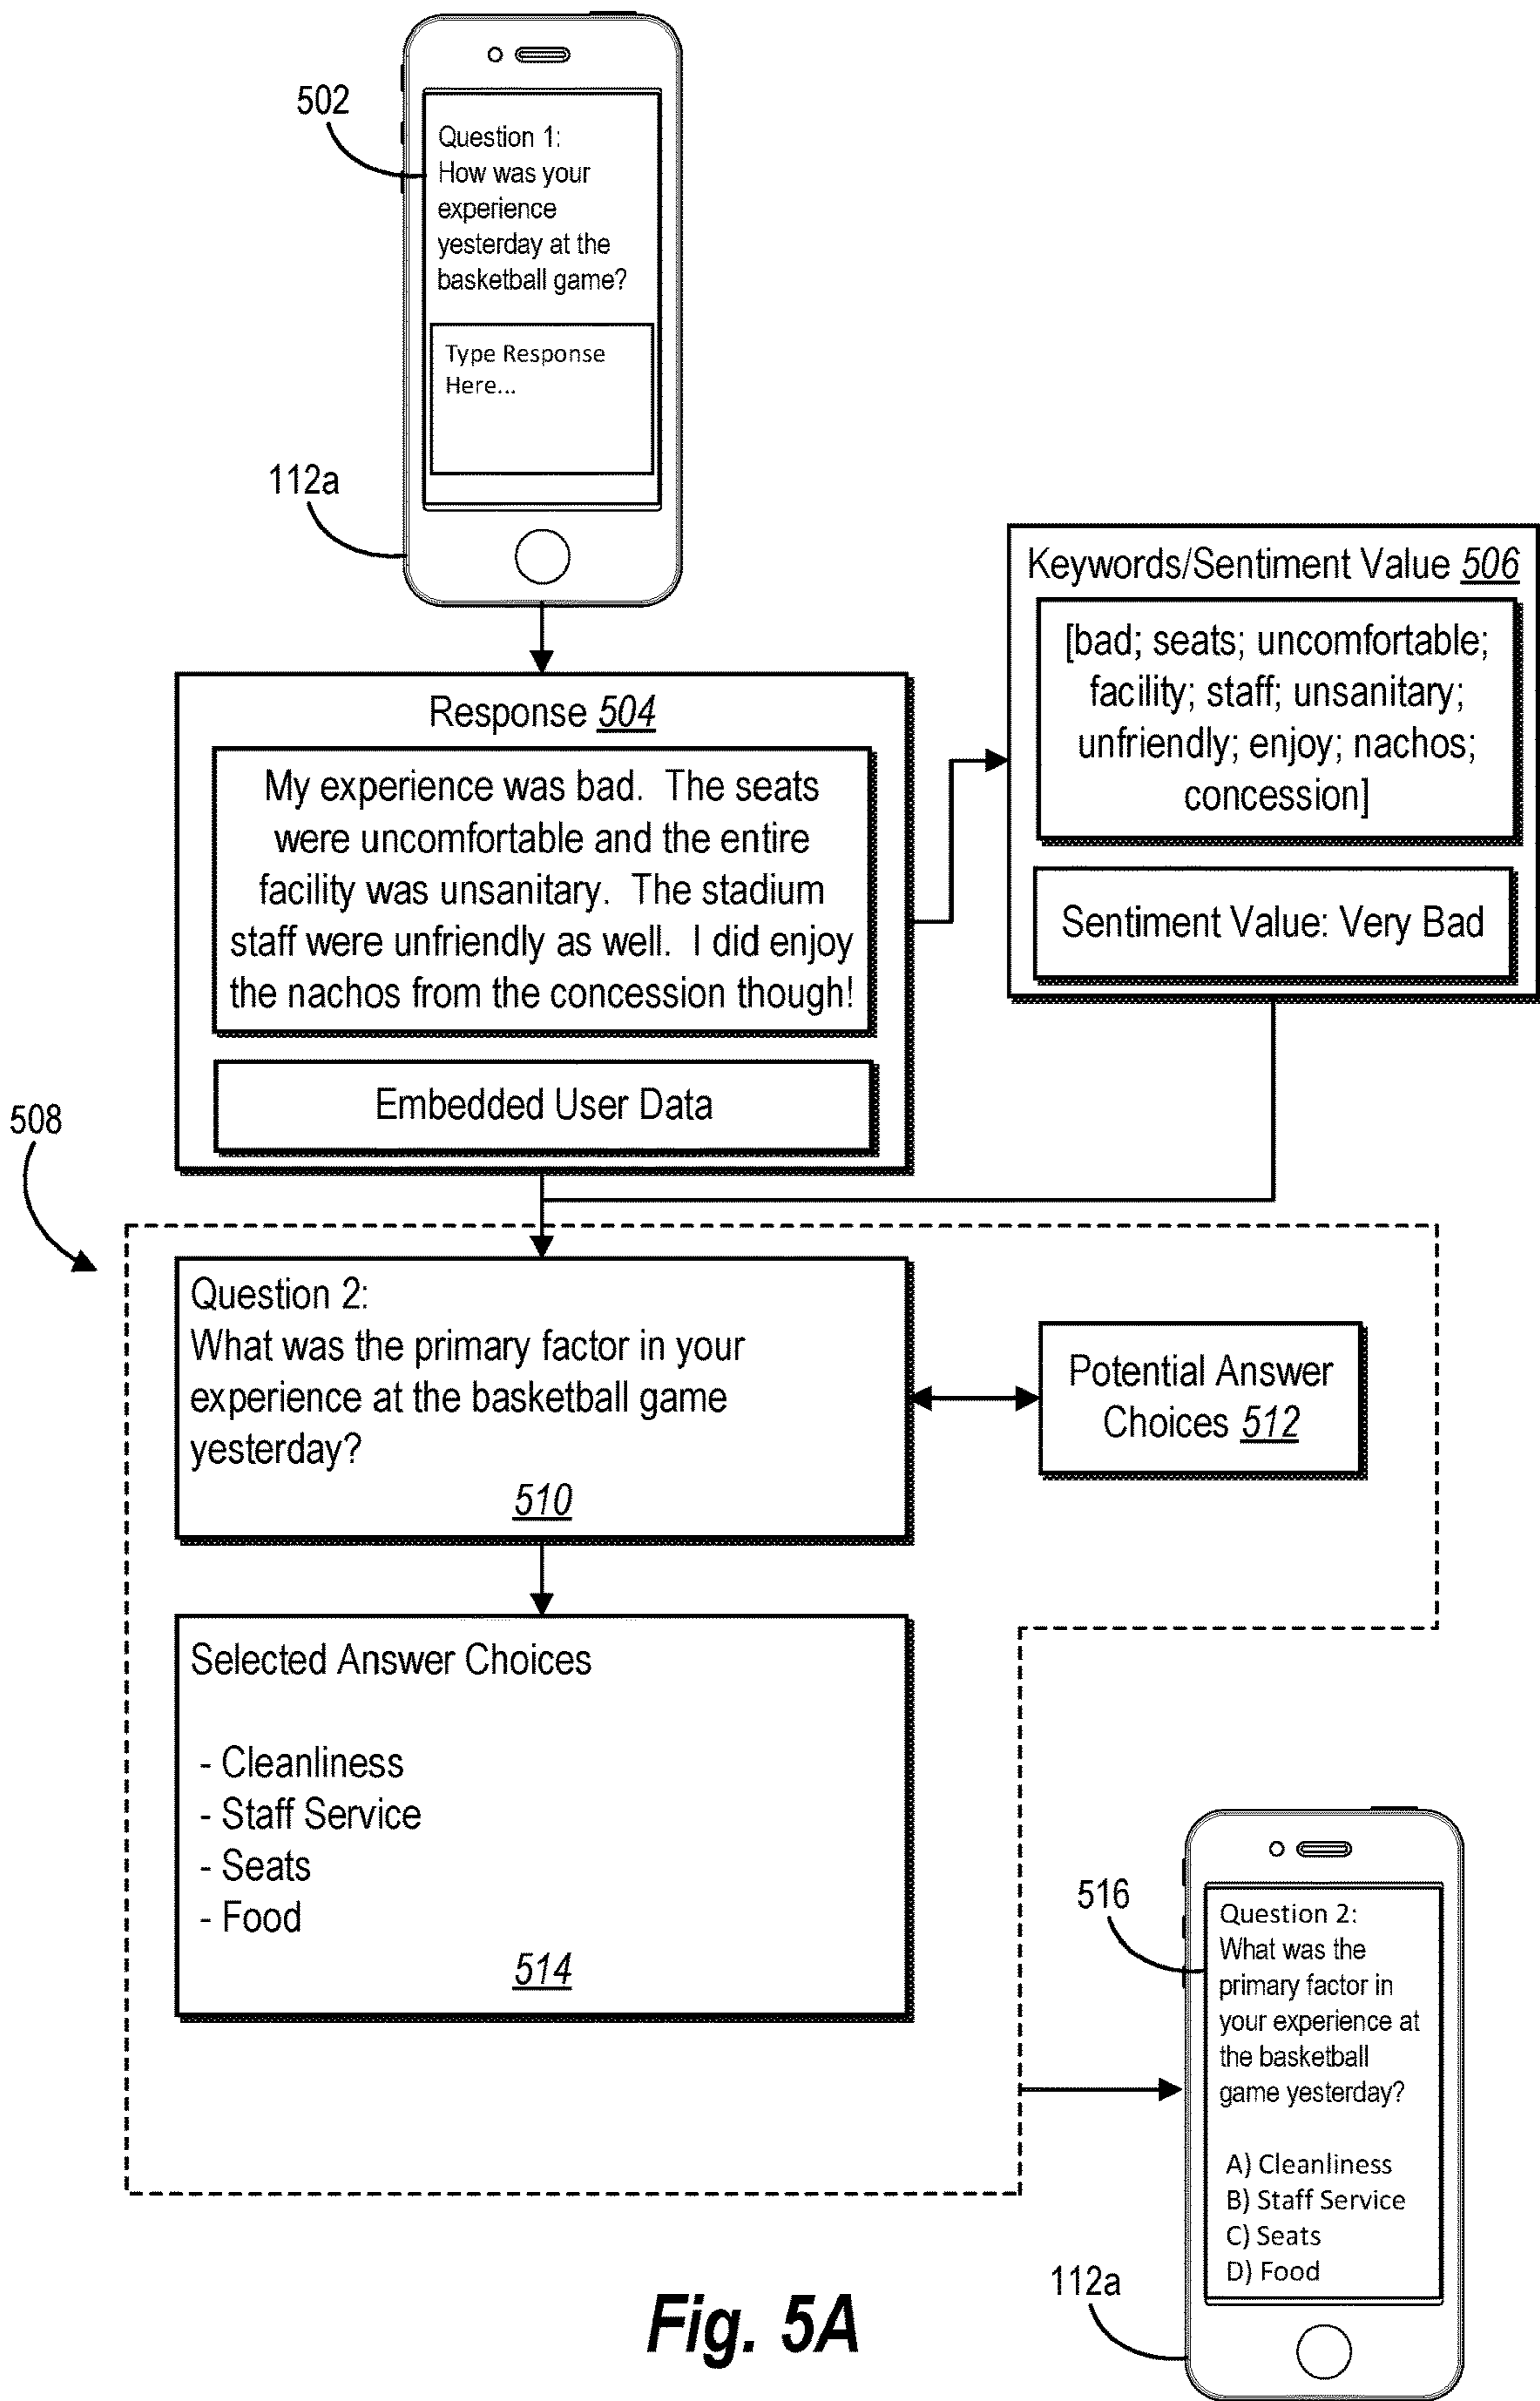 502
Question 1:
How was your
experience
yesterday at the
basketball game?
Type Response
Here...
112a
Keywords/Sentiment Value 506
[bad; seats; uncomfortable;
facility; staff; unsanitary;
unfriendly; enjoy; nachos;
concession]
Sentiment Value: Very Bad
Response 504
My experience was bad. The seats
were uncomfortable and the entire
facility was unsanitary. The stadium
staff were unfriendly as well. I did enjoy
the nachos from the concession though!
Embedded User Data
508
Question 2:
What was the primary factor in your
experience at the basketball game
yesterday?
510
Potential Answer
Choices 512
Selected Answer Choices
- Cleanliness
- Staff Service
- Seats
- Food
514
516
Question 2:
What was the
primary factor in
your experience at
the basketball
game yesterday?
A) Cleanliness
B) Staff Service
C) Seats
D) Food
112a
Fig. 5A